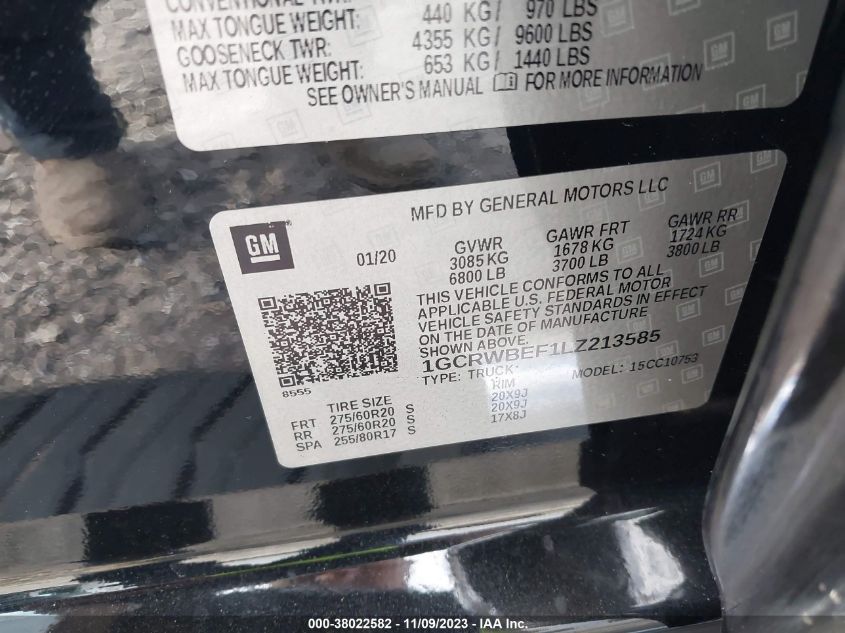 CONVENTIONAL TWR:
MAX TONGUE WEIGHT: 440 KG/ 970 LBS
GOOSENECK TWR: 4355 KG/ 9600 LBS
MAX TONGUE WEIGHT: 653 KG/ 1440 LBS
SEE OWNER'S MANUAL FOR MORE INFORMATION
MFD BY GENERAL MOTORS LLC
GM
01/20
GVWR GAWR FRT GAWR RR
3085 KG 1678 KG 1724 KG
6800 LB 3700 LB 3800 LB
THIS VEHICLE CONFORMS TO ALL
APPLICABLE U.S. FEDERAL MOTOR
VEHICLE SAFETY STANDARDS IN EFFECT
ON THE DATE OF MANUFACTURE
SHOWN ABOVE.
1GCRWBEF1LZ213585
TYPE: TRUCK MODEL: 15CC10753
8555
TIRE SIZE RIM
FRT 275/60R20 S 20X9J
RR 275/60R20 S 20X9J
SPA 255/80R17 S 17X8J
000-38022582 - 11/09/2023 - IAA Inc.